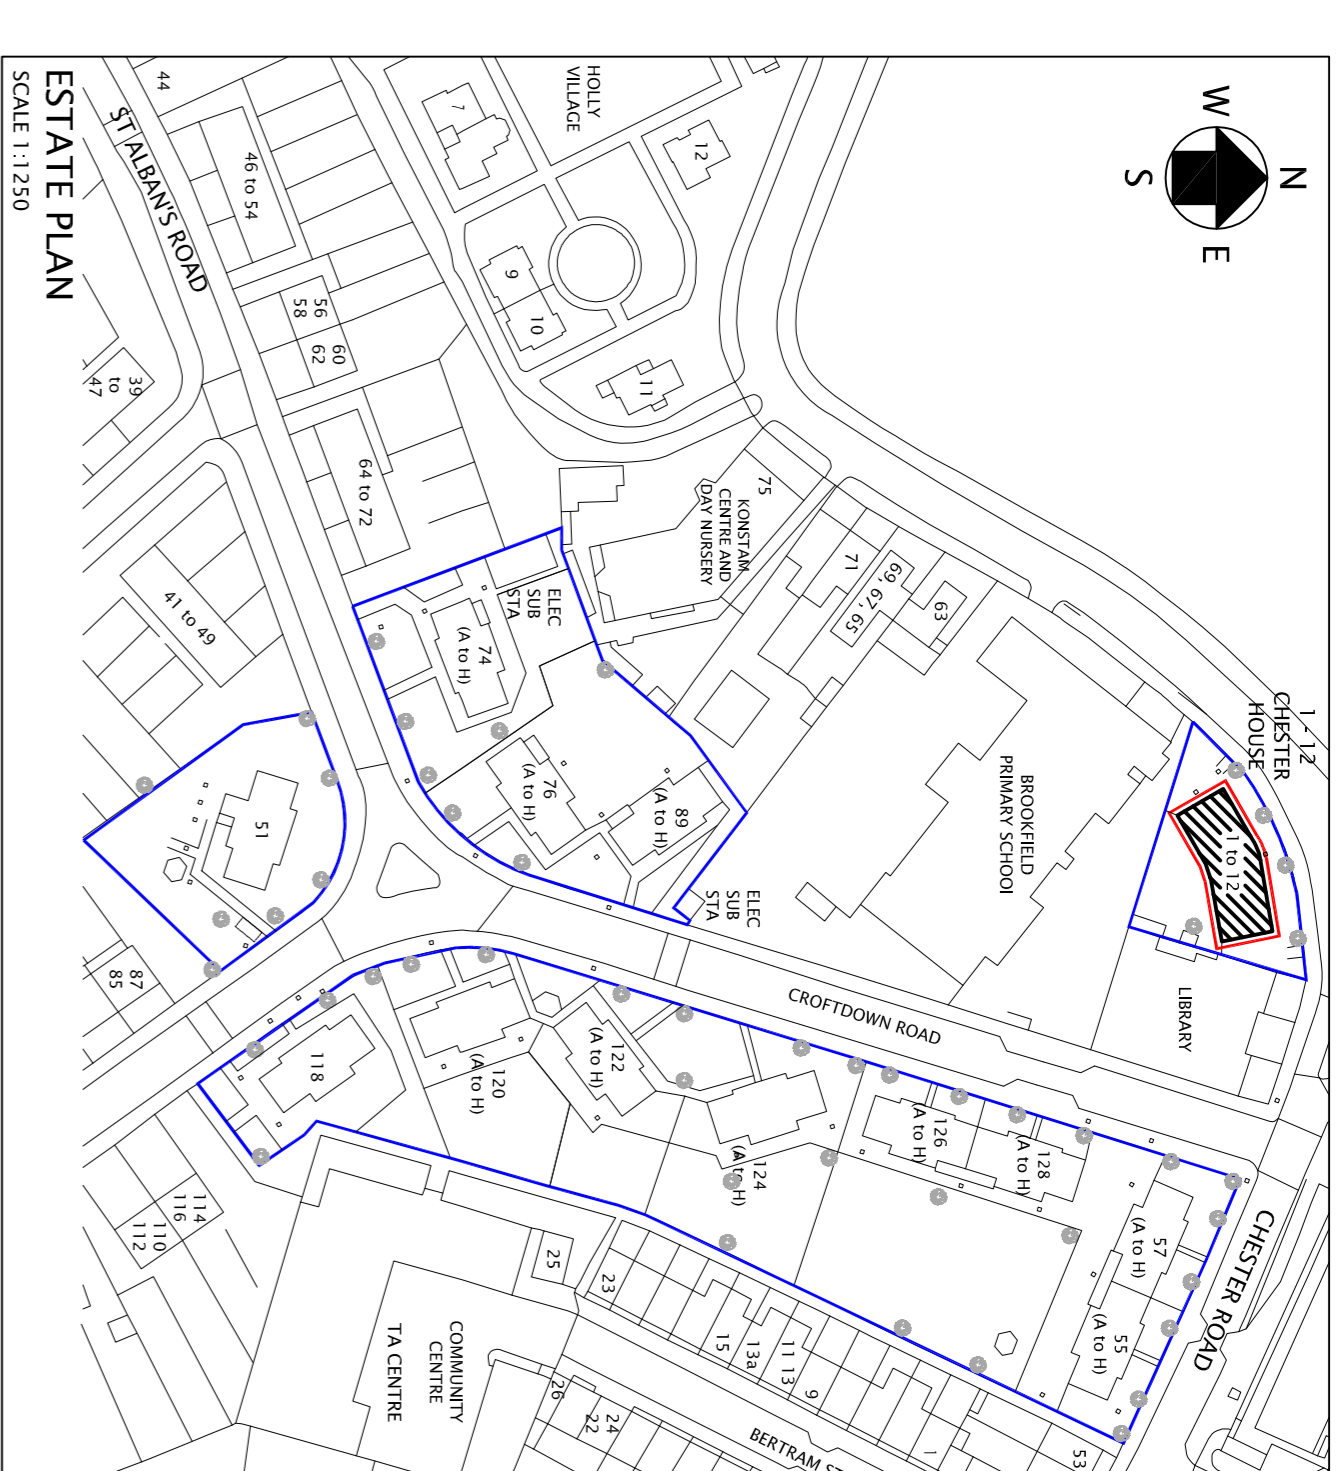 N
W
E
S
1 - 12
CHESTER
HOUSE
1 to 12
LIBRARY
CHESTER ROAD
HOLLY
VILLAGE
12
7
9
10
11
75
KONSTAM
CENTRE AND
DAY NURSERY
71
69, 67, 65
63
BROOKFIELD
PRIMARY SCHOOL
CROFTDOWN ROAD
ELEC
SUB
STA
ELEC
SUB
STA
74
(A to H)
76
(A to H)
89
(A to H)
44
46 to 54
ST ALBAN'S ROAD
56
58
60
62
64 to 72
39
to
47
41 to 49
51
87
85
118
120
(A to H)
122
(A to H)
124
(A to H)
126
(A to H)
128
(A to H)
57
(A to H)
55
(A to H)
114
116
110
112
25
23
15
13a
11 13
9
1
53
26
24
22
COMMUNITY
CENTRE
TA CENTRE
BERTRAM
ESTATE PLAN
SCALE 1:1250